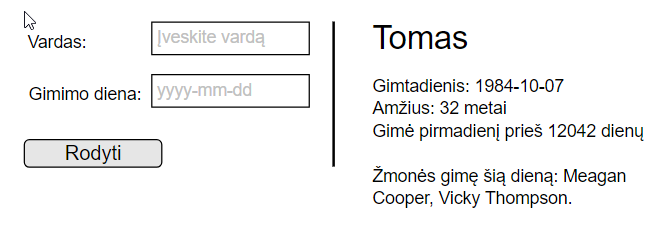 Vardas:
Įveskite vardą
Gimimo diena:
yyyy-mm-dd
Rodyti
Tomas
Gimtadienis: 1984-10-07
Amžius: 32 metai
Gimė pirmadienį prieš 12042 dienų
Žmonės gimę šią dieną: Meagan
Cooper, Vicky Thompson.